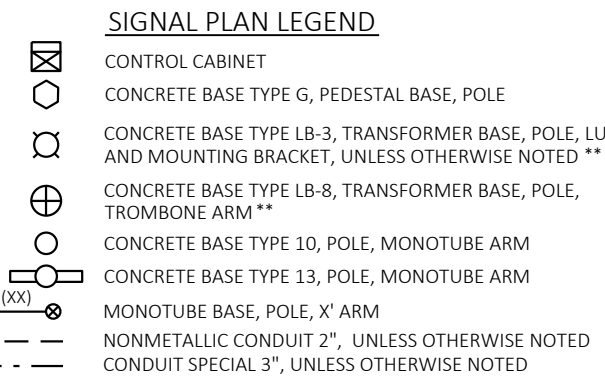 SIGNAL PLAN LEGEND
CONTROL CABINET
CONCRETE BASE TYPE G, PEDESTAL BASE, POLE
CONCRETE BASE TYPE LB-3, TRANSFORMER BASE, POLE, LU
AND MOUNTING BRACKET, UNLESS OTHERWISE NOTED **
CONCRETE BASE TYPE LB-8, TRANSFORMER BASE, POLE,
TROMBONE ARM **
CONCRETE BASE TYPE 10, POLE, MONOTUBE ARM
CONCRETE BASE TYPE 13, POLE, MONOTUBE ARM
(XX)
MONOTUBE BASE, POLE, X' ARM
NONMETALLIC CONDUIT 2", UNLESS OTHERWISE NOTED
CONDUIT SPECIAL 3", UNLESS OTHERWISE NOTED